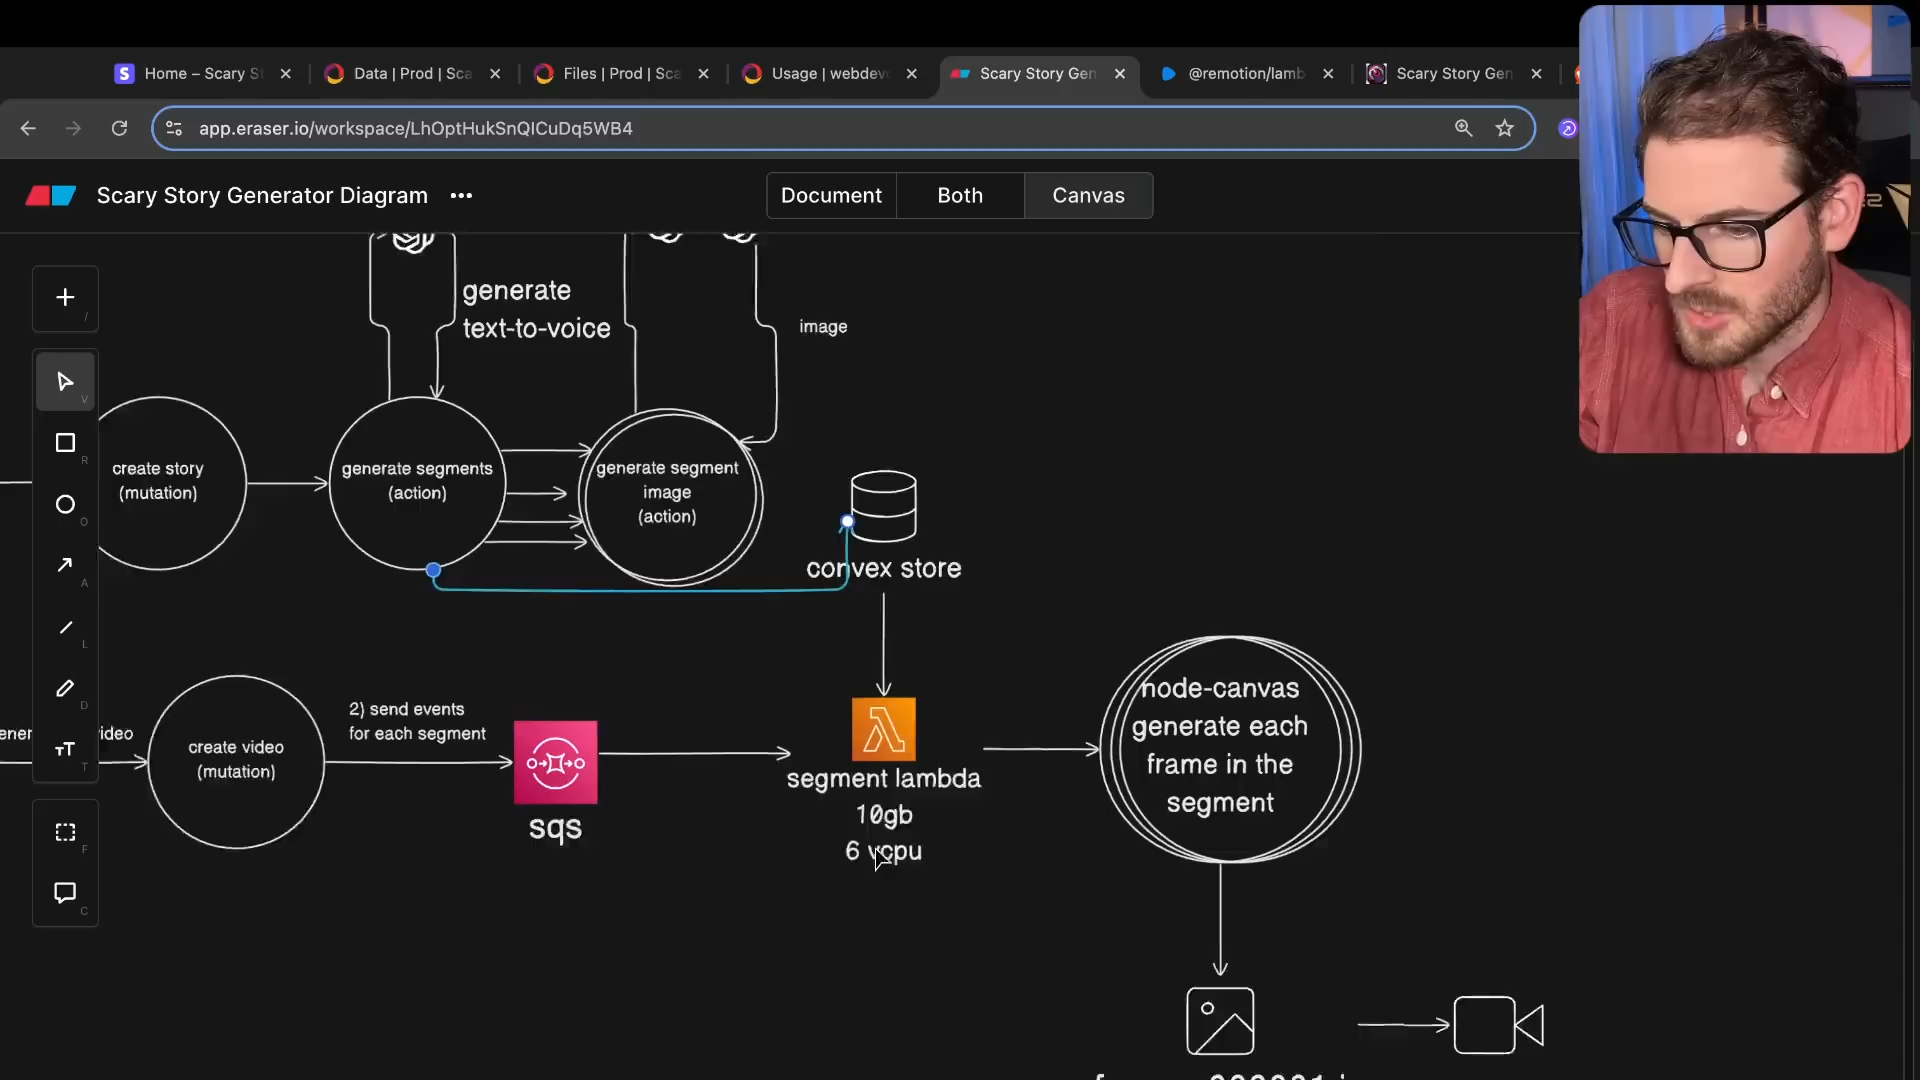 S Home – Scary S
Data | Prod | Sca
Files | Prod | Sca
Usage | webdev
Scary Story Gen
@remotion/lamb
Scary Story Gen
app.eraser.io/workspace/LhOptHukSnQICuDq5WB4
Scary Story Generator Diagram
Document
Both
Canvas
/
V
R
O
A
L
D
T
F
C
generate
text-to-voice
image
create story
(mutation)
generate segments
(action)
generate segment
image
(action)
convex store
video
create video
(mutation)
2) send events
for each segment
sqs
segment lambda
10gb
6 vcpu
node-canvas
generate each
frame in the
segment